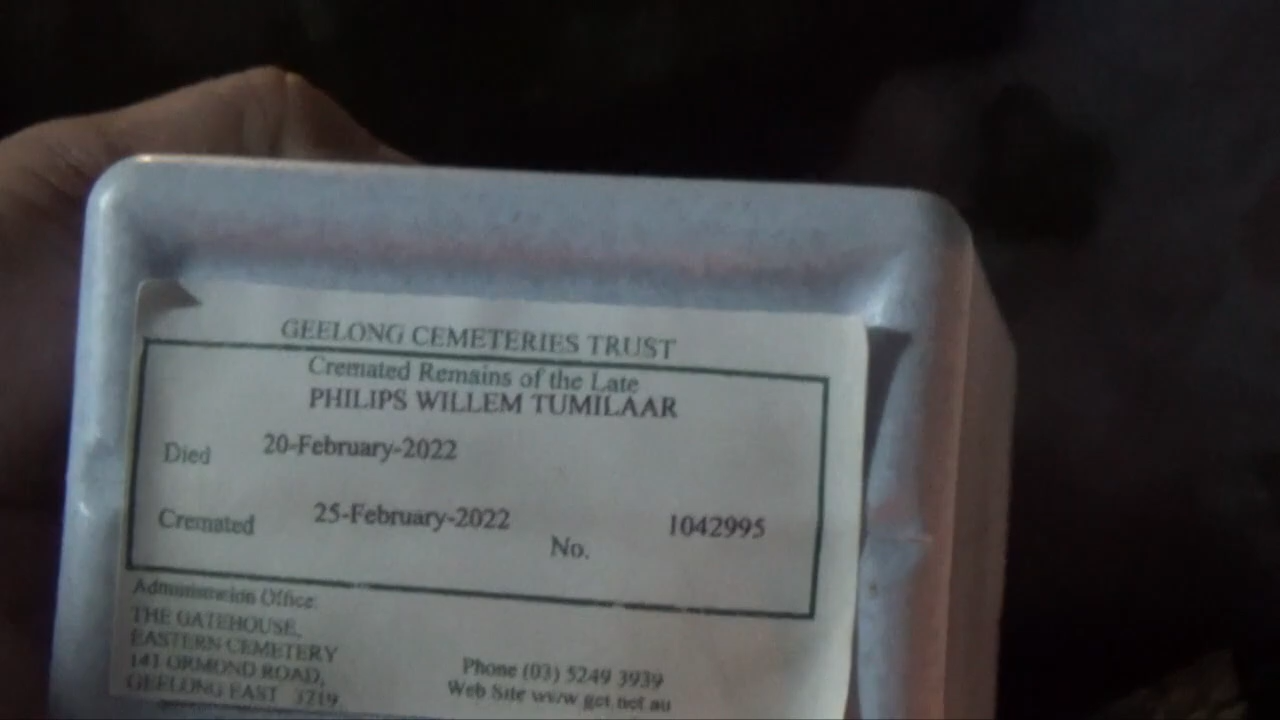 GEELONG CEMETERIES TRUST
Cremated Remains of the Late
PHILIPS WILLEM TUMILAAR
Died 20-February-2022
Cremated 25-February-2022
No. 1042995
Administration Office:
THE GATEHOUSE,
EASTERN CEMETERY
141 ORMOND ROAD,
GEELONG EAST 3219
Phone (03) 5249 3939
Web Site www.gct.net.au